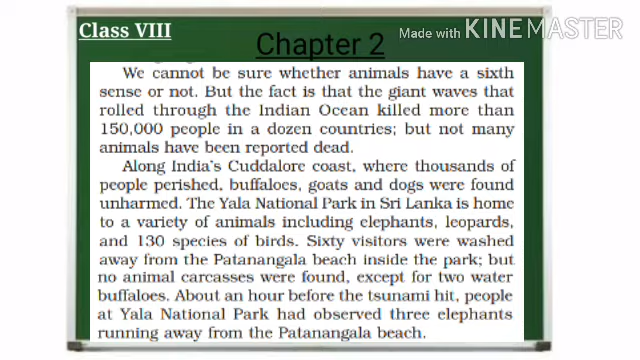 Class VIII
Chapter 2
Made with KINEMASTER
We cannot be sure whether animals have a sixth
sense or not. But the fact is that the giant waves that
rolled through the Indian Ocean killed more than
150,000 people in a dozen countries; but not many
animals have been reported dead.
Along India's Cuddalore coast, where thousands of
people perished, buffaloes, goats and dogs were found
unharmed. The Yala National Park in Sri Lanka is home
to a variety of animals including elephants, leopards,
and 130 species of birds. Sixty visitors were washed
away from the Patanangala beach inside the park; but
no animal carcasses were found, except for two water
buffaloes. About an hour before the tsunami hit, people
at Yala National Park had observed three elephants
running away from the Patanangala beach.